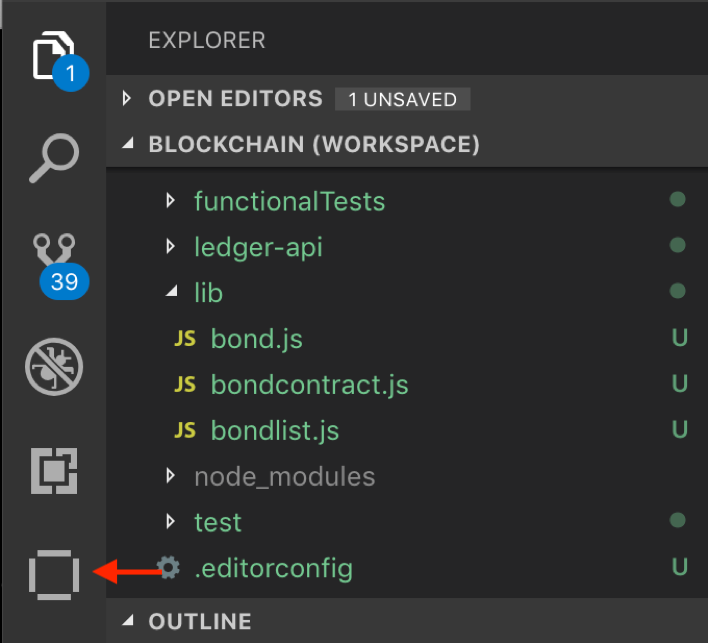 EXPLORER
1
OPEN EDITORS 1 UNSAVED
BLOCKCHAIN (WORKSPACE)
functionalTests
ledger-api
39
lib
JS bond.js U
JS bondcontract.js U
JS bondlist.js U
node_modules
test
.editorconfig U
OUTLINE